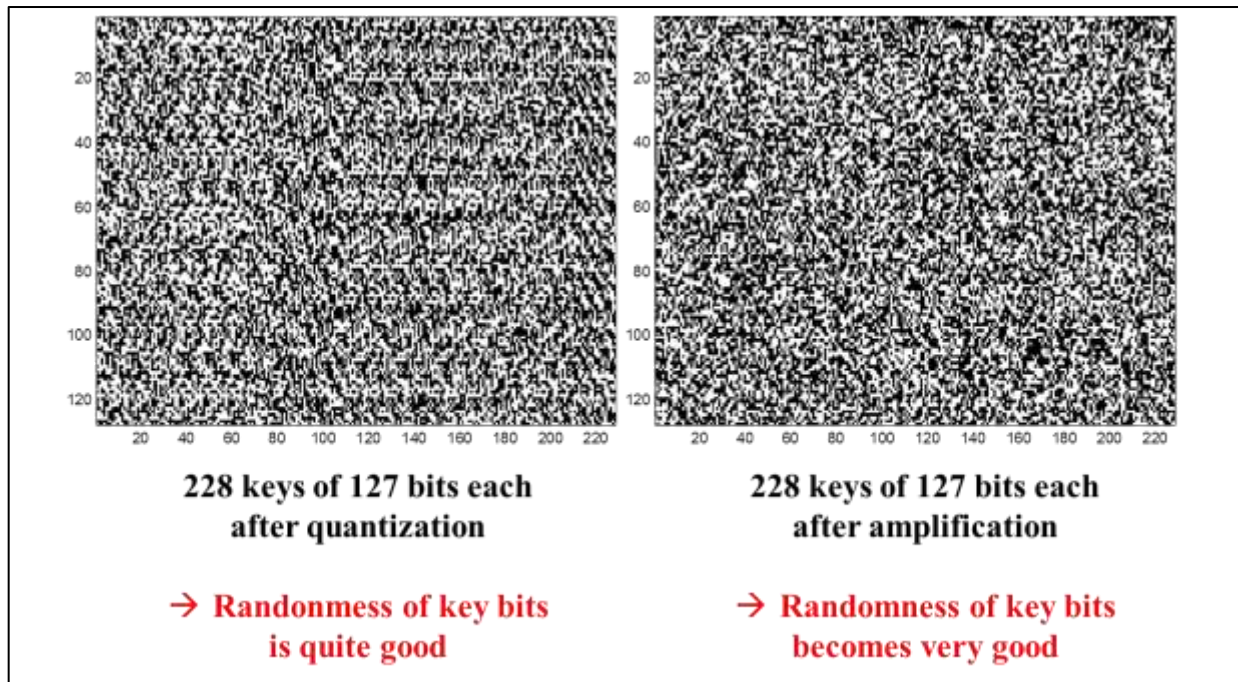 20
40
60
80
100
120
20 40 60 80 100 120 140 160 180 200 220
20
40
60
80
100
120
20 40 60 80 100 120 140 160 180 200 220
228 keys of 127 bits each
after quantization
→ Randonmess of key bits
is quite good
228 keys of 127 bits each
after amplification
→ Randomness of key bits
becomes very good